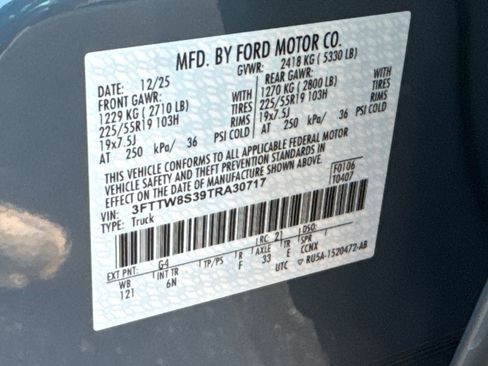 MFD. BY FORD MOTOR CO.
DATE: 12/25 GVWR: 2418 KG ( 5330 LB)
FRONT GAWR: REAR GAWR:
1229 KG ( 2710 LB) WITH 1270 KG ( 2800 LB) WITH
225/55R19 103H TIRES 225/55R19 103H TIRES
19x7.5J RIMS 19x7.5J RIMS
AT 250 kPa/ 36 PSI COLD AT 250 kPa/ 36 PSI COLD
THIS VEHICLE CONFORMS TO ALL APPLICABLE FEDERAL MOTOR
VEHICLE SAFETY AND THEFT PREVENTION STANDARDS IN
EFFECT ON THE DATE OF MANUFACTURE SHOWN ABOVE.
VIN: 3FTTW8S39TRA30717 F0106
TYPE: Truck T0407
EXT PNT: G4 RC: 21 DSO:
WB INT TR TP/PS R AXLE TR SPR
121 6N F 33 E CCNX
UTC RU5A-1520472-AB